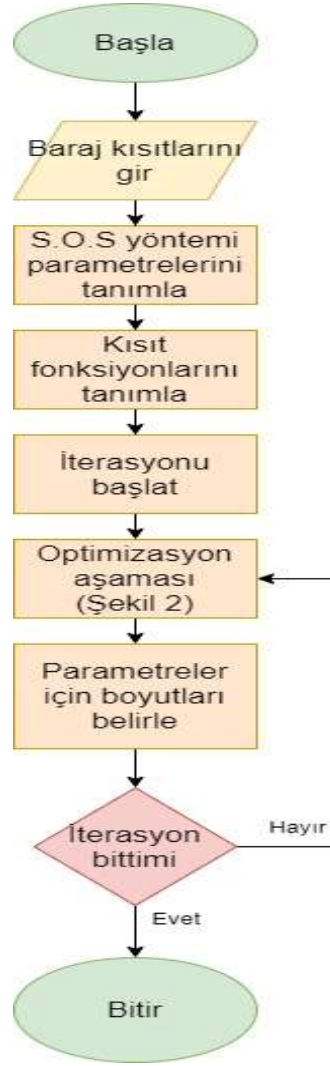 Başla
Baraj kısıtlarını
gir
S.O.S yöntemi
parametrelerini
tanımla
Kısıt
fonksiyonlarını
tanımla
İterasyonu
başlat
Optimizasyon
aşaması
(Şekil 2)
Parametreler
için boyutları
belirle
İterasyon
bittimi
Hayır
Evet
Bitir